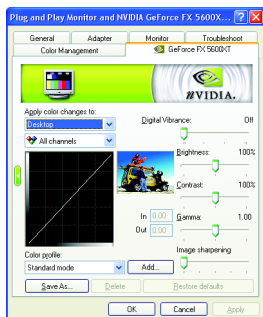 Plug and Play Monitor and NVIDIA GeForce FX 5600X...
General Adapter Monitor Troubleshoot
Color Management GeForce FX 5600XT
nVIDIA.
Apply color changes to:
Desktop
All channels
Digital Vibrance: Off
Brightness: 100%
Contrast: 100%
In 0.00 Gamma: 1.00
Out 0.00
Image sharpening
Color profile:
Standard mode Add...
Save As... Delete Restore defaults
OK Cancel Apply